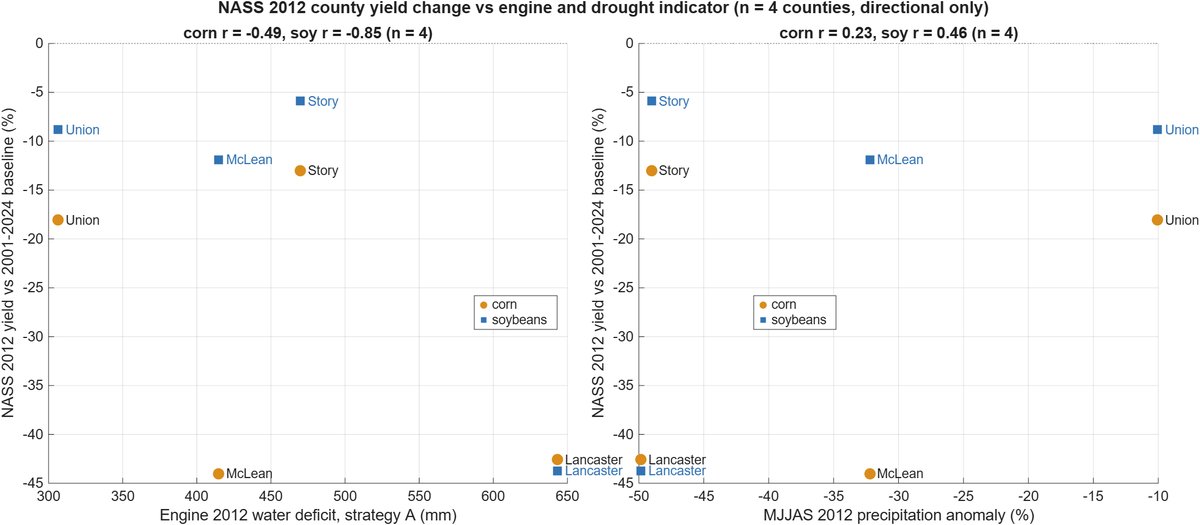 NASS 2012 county yield change vs engine and drought indicator (n = 4 counties, directional only)
corn r = -0.49, soy r = -0.85 (n = 4)
NASS 2012 yield vs 2001-2024 baseline (%)
0
-5
-10
-15
-20
-25
-30
-35
-40
-45
Story
Union
McLean
Story
Union
corn
soybeans
Lancaster
Lancaster
McLean
300
350
400
450
500
550
600
650
Engine 2012 water deficit, strategy A (mm)
corn r = 0.23, soy r = 0.46 (n = 4)
NASS 2012 yield vs 2001-2024 baseline (%)
0
-5
-10
-15
-20
-25
-30
-35
-40
-45
Story
Union
McLean
Story
Union
corn
soybeans
Lancaster
Lancaster
McLean
-50
-45
-40
-35
-30
-25
-20
-15
-10
MJJAS 2012 precipitation anomaly (%)